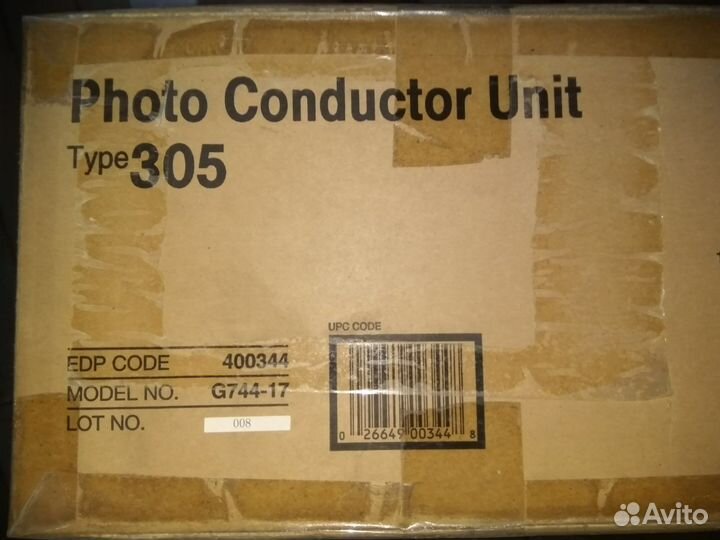 Photo Conductor Unit
Type 305
UPC CODE
EDP CODE 400344
MODEL NO. G744-17
LOT NO. 008
0 26649 00344 8
Avito